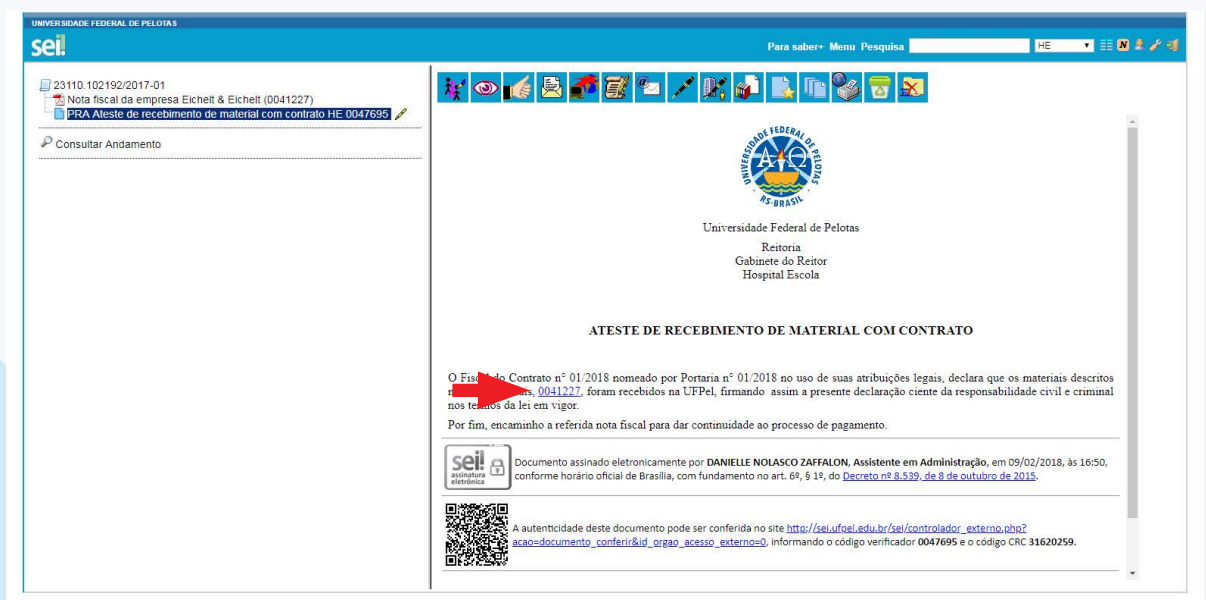 UNIVERSIDADE FEDERAL DE PELOTAS
sei!
Para saber+ Menu Pesquisa
HE
N
23110.102192/2017-01
Nota fiscal da empresa Eichelt & Eichelt (0041227)
PRA Ateste de recebimento de material com contrato HE 0047695
Consultar Andamento
UNIVERSIDADE FEDERAL DE PELOTAS
RS-BRASIL
Universidade Federal de Pelotas
Reitoria
Gabinete do Reitor
Hospital Escola
ATESTE DE RECEBIMENTO DE MATERIAL COM CONTRATO
O Fiscal do Contrato n° 01/2018 nomeado por Portaria n° 01/2018 no uso de suas atribuições legais, declara que os materiais descritos
0041227, foram recebidos na UFPel, firmando assim a presente declaração ciente da responsabilidade civil e criminal
nos termos da lei em vigor.
Por fim, encaminho a referida nota fiscal para dar continuidade ao processo de pagamento.
sei!
assinatura
eletrônica
Documento assinado eletronicamente por DANIELLE NOLASCO ZAFFALON, Assistente em Administração, em 09/02/2018, às 16:50,
conforme horário oficial de Brasília, com fundamento no art. 6º, § 1º, do Decreto nº 8.539, de 8 de outubro de 2015.
A autenticidade deste documento pode ser conferida no site http://sei.ufpel.edu.br/sei/controlador_externo.php?
acao=documento_conferir&id_orgao_acesso_externo=0, informando o código verificador 0047695 e o código CRC 31620259.